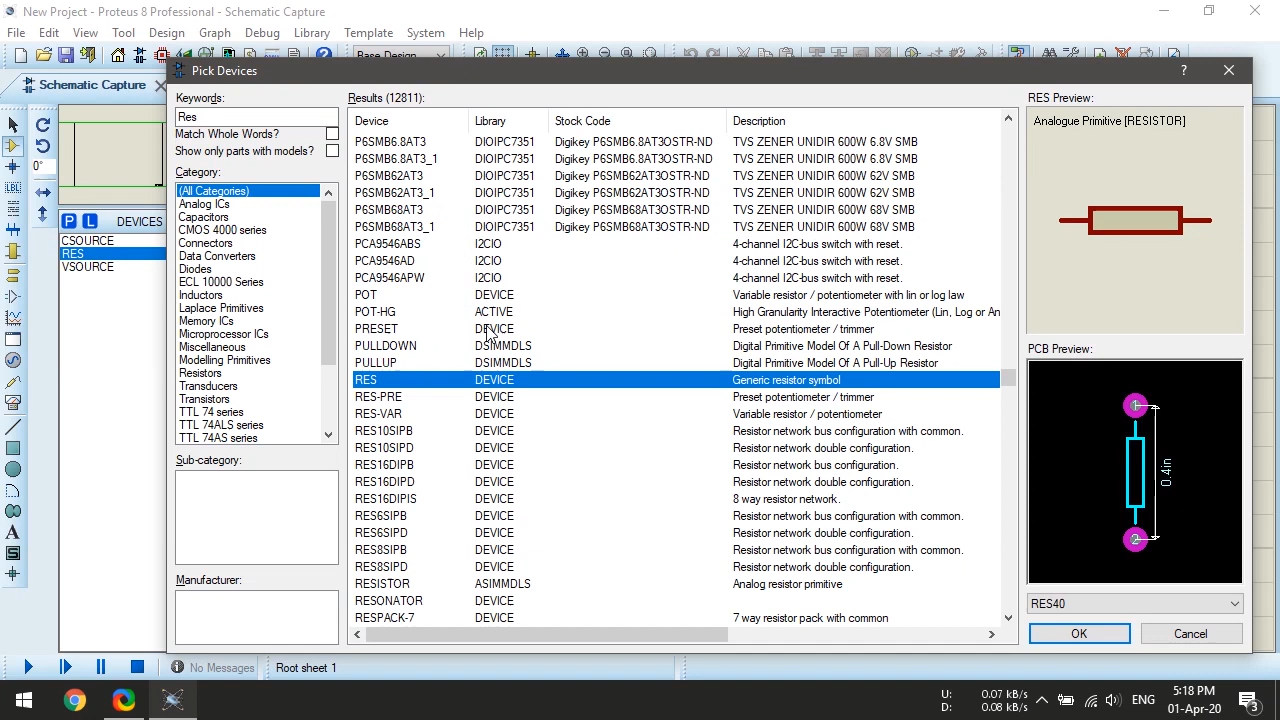 New Project - Proteus 8 Professional - Schematic Capture
File Edit View Tool Design Graph Debug Library Template System Help
Base Design
Schematic Capture
Pick Devices
Keywords:
Res
Match Whole Words?
Show only parts with models?
Category:
(All Categories)
Analog ICs
Capacitors
CMOS 4000 series
Connectors
Data Converters
Diodes
ECL 10000 Series
Inductors
Laplace Primitives
Memory ICs
Microprocessor ICs
Miscellaneous
Modelling Primitives
Resistors
Transducers
Transistors
TTL 74 series
TTL 74ALS series
TTL 74AS series
Sub-category:
Manufacturer:
0°
LBL
P L DEVICES
CSOURCE
RES
VSOURCE
A
S
Results (12811):
Device Library Stock Code Description
P6SMB6.8AT3 DIOIPC7351 Digikey P6SMB6.8AT3OSTR-ND TVS ZENER UNIDIR 600W 6.8V SMB
P6SMB6.8AT3_1 DIOIPC7351 Digikey P6SMB6.8AT3OSTR-ND TVS ZENER UNIDIR 600W 6.8V SMB
P6SMB62AT3 DIOIPC7351 Digikey P6SMB62AT3OSTR-ND TVS ZENER UNIDIR 600W 62V SMB
P6SMB62AT3_1 DIOIPC7351 Digikey P6SMB62AT3OSTR-ND TVS ZENER UNIDIR 600W 62V SMB
P6SMB68AT3 DIOIPC7351 Digikey P6SMB68AT3OSTR-ND TVS ZENER UNIDIR 600W 68V SMB
P6SMB68AT3_1 DIOIPC7351 Digikey P6SMB68AT3OSTR-ND TVS ZENER UNIDIR 600W 68V SMB
PCA9546ABS I2CIO 4-channel I2C-bus switch with reset.
PCA9546AD I2CIO 4-channel I2C-bus switch with reset.
PCA9546APW I2CIO 4-channel I2C-bus switch with reset.
POT DEVICE Variable resistor / potentiometer with lin or log law
POT-HG ACTIVE High Granularity Interactive Potentiometer (Lin, Log or An
PRESET DEVICE Preset potentiometer / trimmer
PULLDOWN DSIMMDLS Digital Primitive Model Of A Pull-Down Resistor
PULLUP DSIMMDLS Digital Primitive Model Of A Pull-Up Resistor
RES DEVICE Generic resistor symbol
RES-PRE DEVICE Preset potentiometer / trimmer
RES-VAR DEVICE Variable resistor / potentiometer
RES10SIPB DEVICE Resistor network bus configuration with common.
RES10SIPD DEVICE Resistor network double configuration.
RES16DIPB DEVICE Resistor network bus configuration.
RES16DIPD DEVICE Resistor network double configuration.
RES16DIPIS DEVICE 8 way resistor network.
RES6SIPB DEVICE Resistor network bus configuration with common.
RES6SIPD DEVICE Resistor network double configuration.
RES8SIPB DEVICE Resistor network bus configuration with common.
RES8SIPD DEVICE Resistor network double configuration.
RESISTOR ASIMMDLS Analog resistor primitive
RESONATOR DEVICE
RESPACK-7 DEVICE 7 way resistor pack with common
RES Preview:
Analogue Primitive [RESISTOR]
PCB Preview:
1
0.4in
2
RES40
OK Cancel
No Messages Root sheet 1
U: 0.07 kB/s
D: 0.08 kB/s
ENG
5:18 PM
01-Apr-20
3